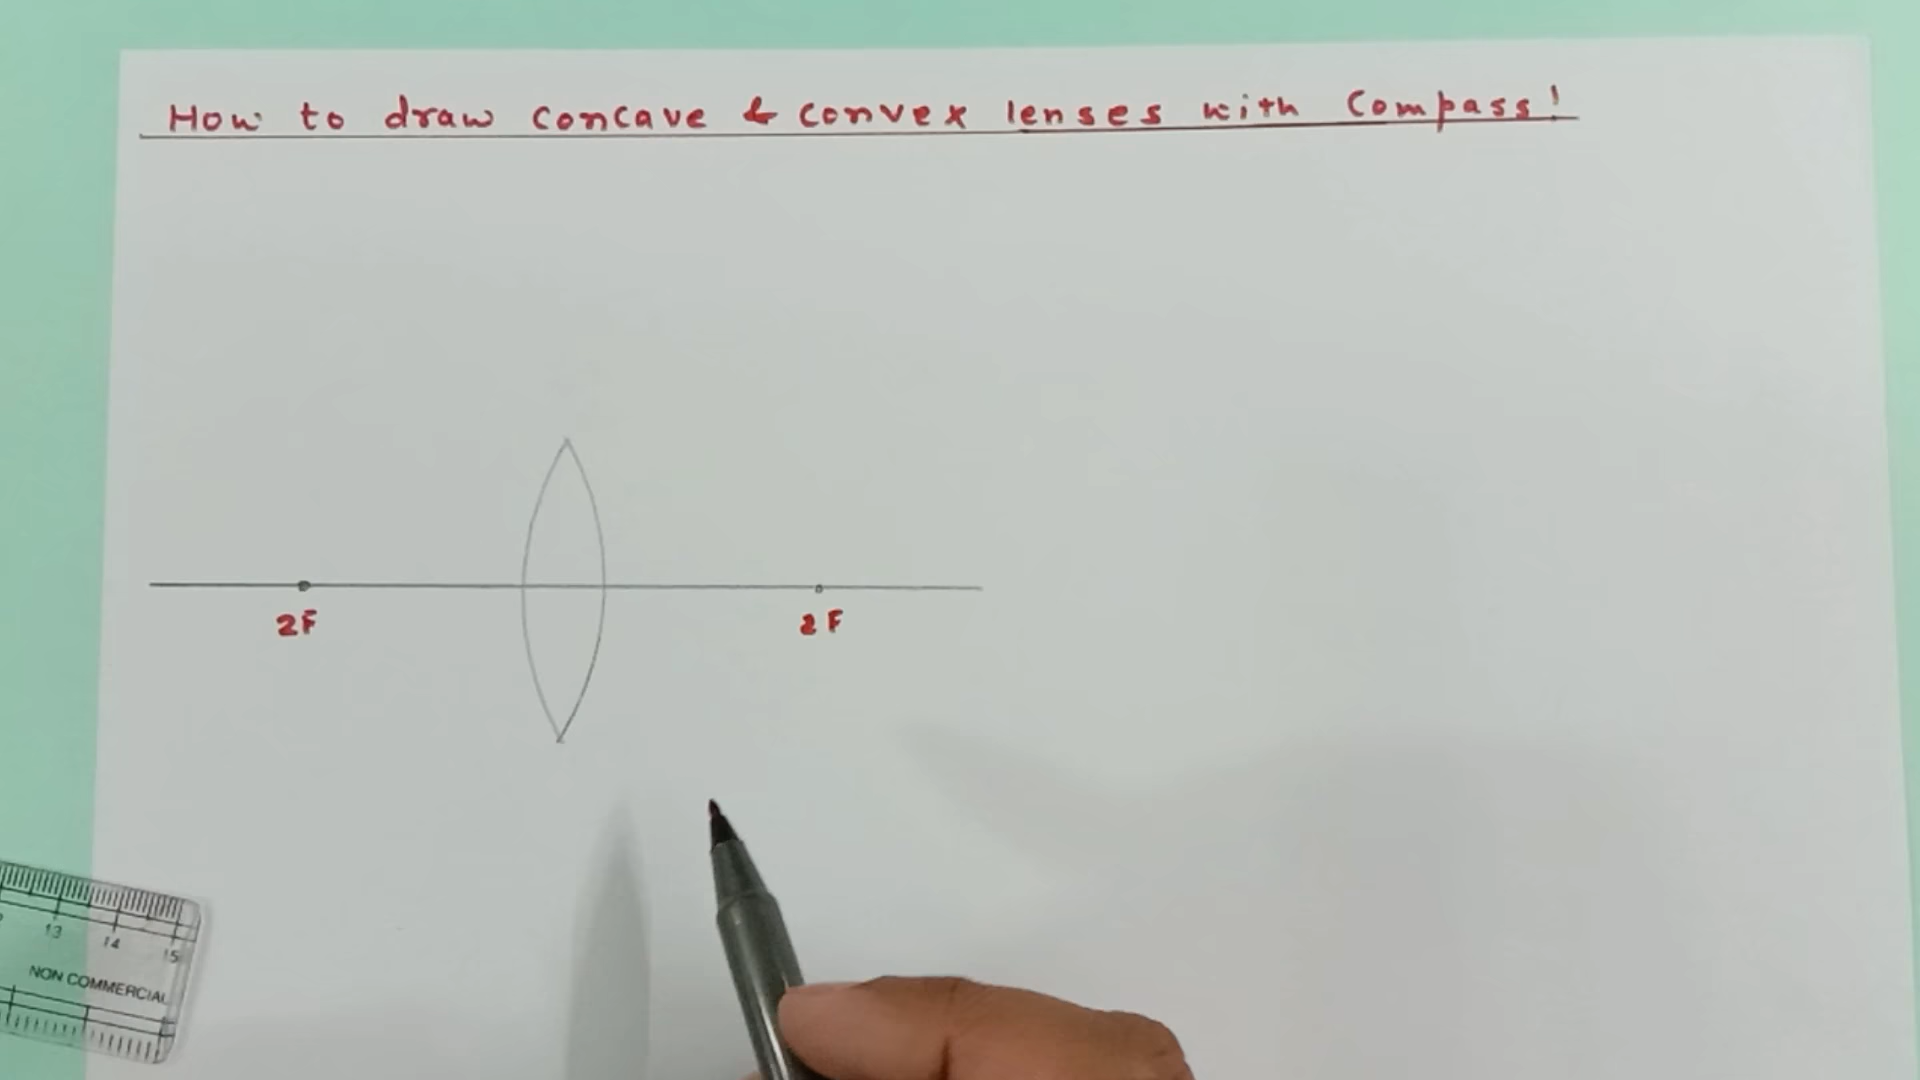 How to draw concave & convex lenses with Compass!
2F 2F
13 14 15
NON COMMERCIAL